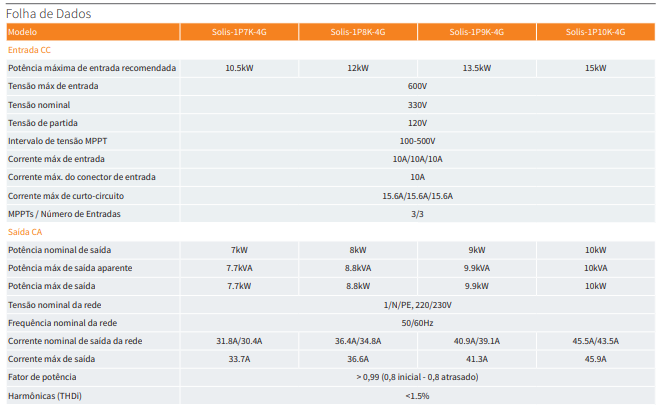 Folha de Dados
Modelo Solis-1P7K-4G Solis-1P8K-4G Solis-1P9K-4G Solis-1P10K-4G
Entrada CC
Potência máxima de entrada recomendada 10.5kW 12kW 13.5kW 15kW
Tensão máx de entrada 600V
Tensão nominal 330V
Tensão de partida 120V
Intervalo de tensão MPPT 100-500V
Corrente máx de entrada 10A/10A/10A
Corrente máx. do conector de entrada 10A
Corrente máx de curto-circuito 15.6A/15.6A/15.6A
MPPTs / Número de Entradas 3/3
Saída CA
Potência nominal de saída 7kW 8kW 9kW 10kW
Potência máx de saída aparente 7.7kVA 8.8kVA 9.9kVA 10kVA
Potência máx de saída 7.7kW 8.8kW 9.9kW 10kW
Tensão nominal da rede 1/N/PE, 220/230V
Frequência nominal da rede 50/60Hz
Corrente nominal de saída da rede 31.8A/30.4A 36.4A/34.8A 40.9A/39.1A 45.5A/43.5A
Corrente máx de saída 33.7A 36.6A 41.3A 45.9A
Fator de potência > 0,99 (0,8 inicial - 0,8 atrasado)
Harmônicas (THDi) <1.5%